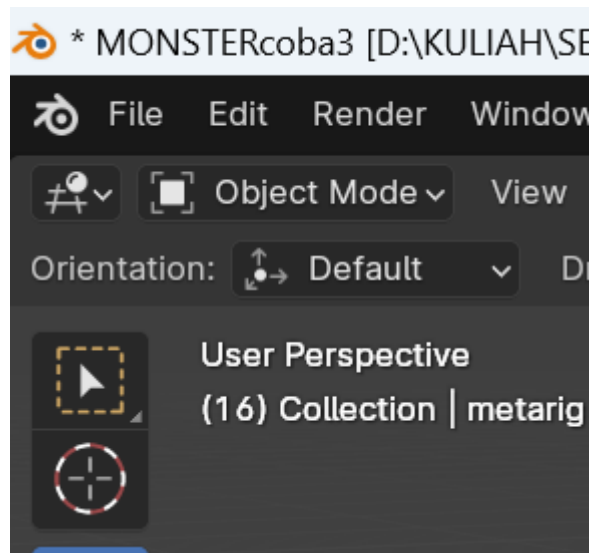 * MONSTERcoba3 [D:\KULIAH\SE
File Edit Render Window
Object Mode View
Orientation: Default
User Perspective
(16) Collection | metarig